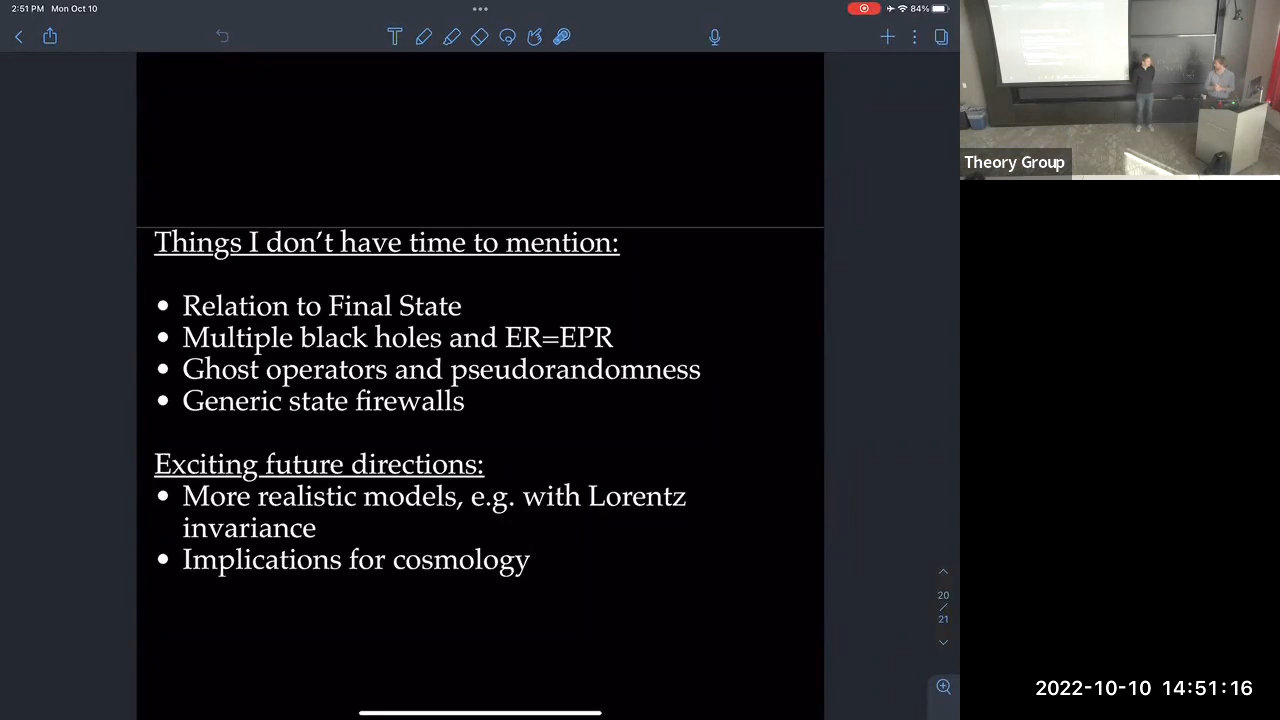 2:51 PM Mon Oct 10
84%
Things I don't have time to mention:
• Relation to Final State
• Multiple black holes and ER=EPR
• Ghost operators and pseudorandomness
• Generic state firewalls
Exciting future directions:
• More realistic models, e.g. with Lorentz
invariance
• Implications for cosmology
20
/
21
Theory Group
2022-10-10 14:51:16